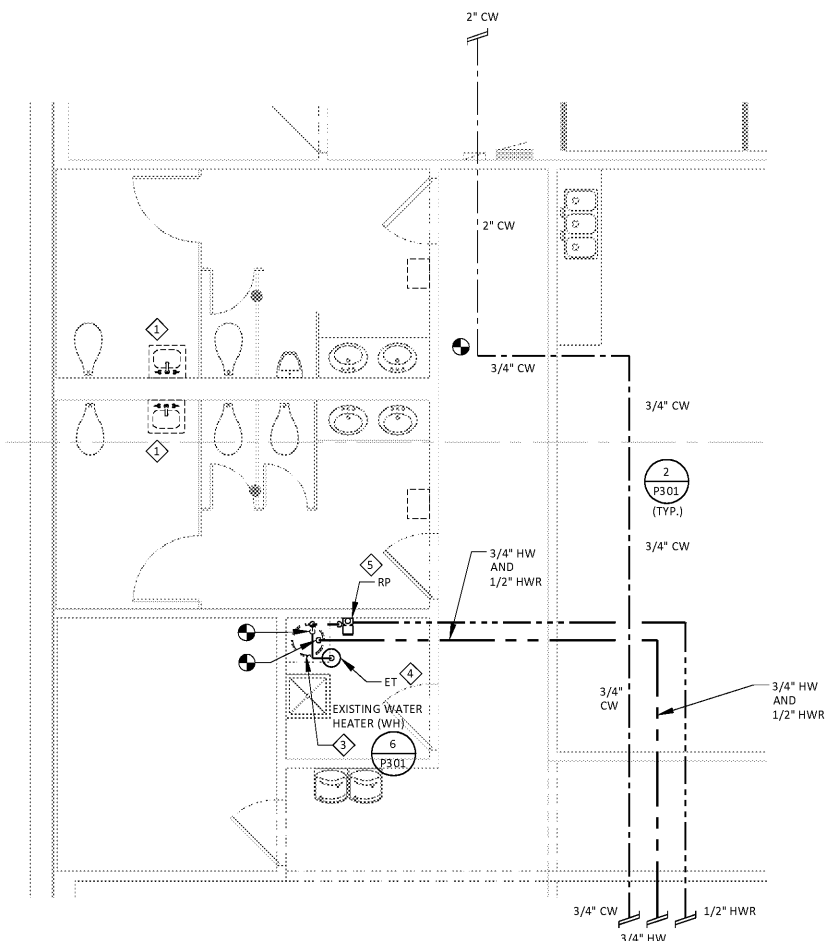 2" CW
2" CW
1
3/4" CW
3/4" CW
1
2
P301
(TYP.)
3/4" CW
3/4" HW
AND
1/2" HWR
5
RP
ET
4
3/4"
CW
3/4" HW
AND
1/2" HWR
EXISTING WATER
HEATER (WH)
3
6
P301
3/4" CW
1/2" HWR
3/4" HW